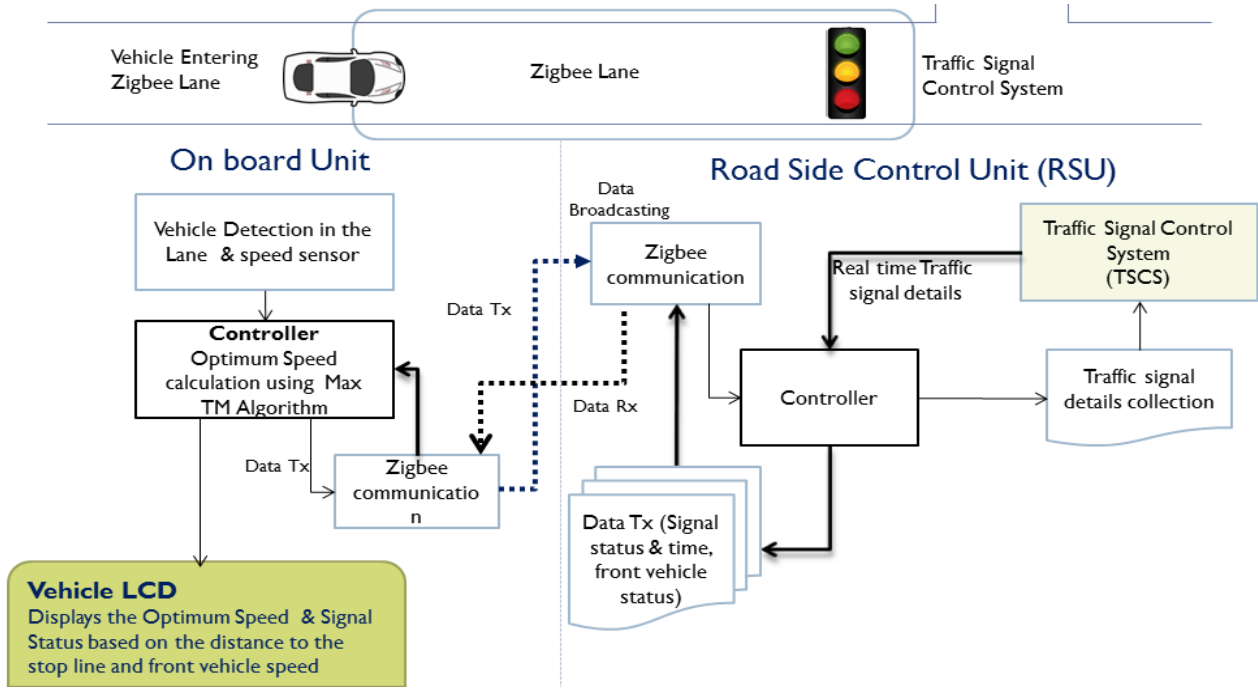 Vehicle Entering
Zigbee Lane
Zigbee Lane
Traffic Signal
Control System
On board Unit
Vehicle Detection in the
Lane & speed sensor
Controller
Optimum Speed
calculation using Max
TM Algorithm
Data Tx
Zigbee
communicatio
n
Vehicle LCD
Displays the Optimum Speed & Signal
Status based on the distance to the
stop line and front vehicle speed
Data Tx
Data Rx
Road Side Control Unit (RSU)
Data
Broadcasting
Zigbee
communication
Real time Traffic
signal details
Traffic Signal Control
System
(TSCS)
Controller
Traffic signal
details collection
Data Tx (Signal
status & time,
front vehicle
status)